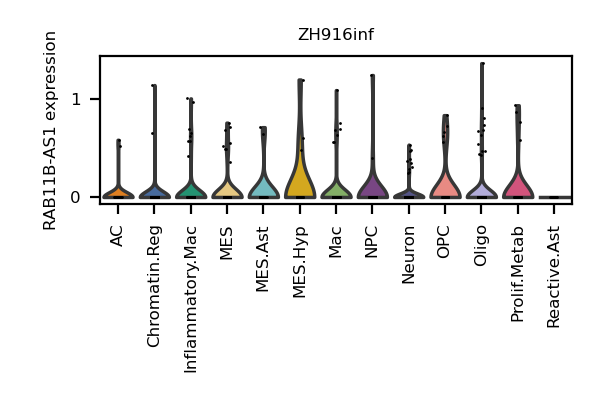 ZH916inf
RAB11B-AS1 expression
1
0
AC
Chromatin.Reg
Inflammatory.Mac
MES
MES.Ast
MES.Hyp
Mac
NPC
Neuron
OPC
Oligo
Prolif.Metab
Reactive.Ast